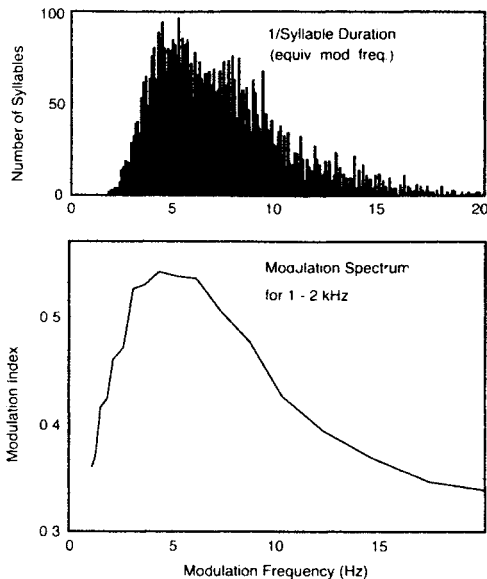 100
1/Syllable Duration
(equiv mod freq.)
Number of Syllables
50
0
0 5 10 15 20
Modulation Spectrum
for 1 - 2 kHz
0 5
Modulation index
0 4
0 3
0 5 10 15
Modulation Frequency (Hz)